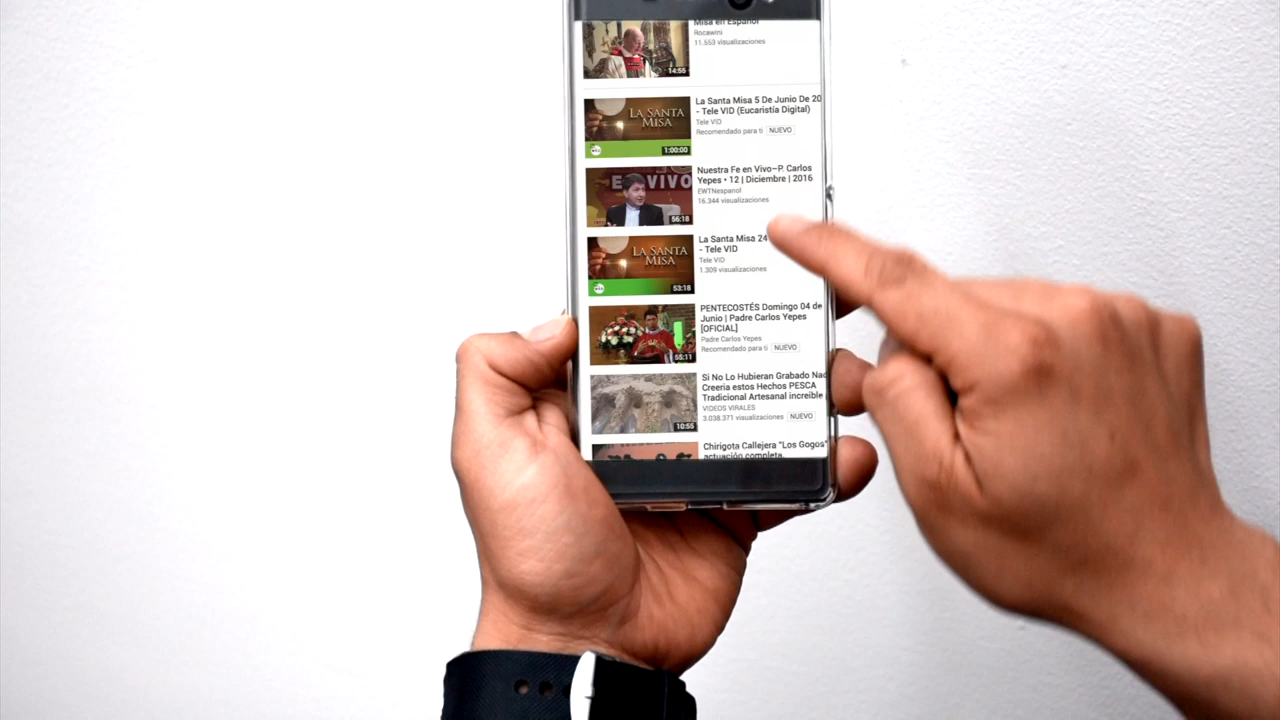 Misa en Español
Rocawini
11.553 visualizaciones
14:55
La Santa Misa 5 De Junio De 20
- Tele VID (Eucaristía Digital)
Tele VID
Recomendado para ti NUEVO
LA SANTA
MISA
1:00:00
Nuestra Fe en Vivo–P. Carlos
Yepes • 12 | Diciembre | 2016
EWTNespanol
16.344 visualizaciones
EN VIVO
56:18
La Santa Misa 24
- Tele VID
Tele VID
1.309 visualizaciones
LA SANTA
MISA
53:18
PENTECOSTÉS Domingo 04 de
Junio | Padre Carlos Yepes
[OFICIAL]
Padre Carlos Yepes
Recomendado para ti NUEVO
55:11
Si No Lo Hubieran Grabado Nad
Creeria estos Hechos PESCA
Tradicional Artesanal increible
VIDEOS VIRALES
3.038.371 visualizaciones NUEVO
10:55
Chirigota Callejera "Los Gogos"
actuación completa.